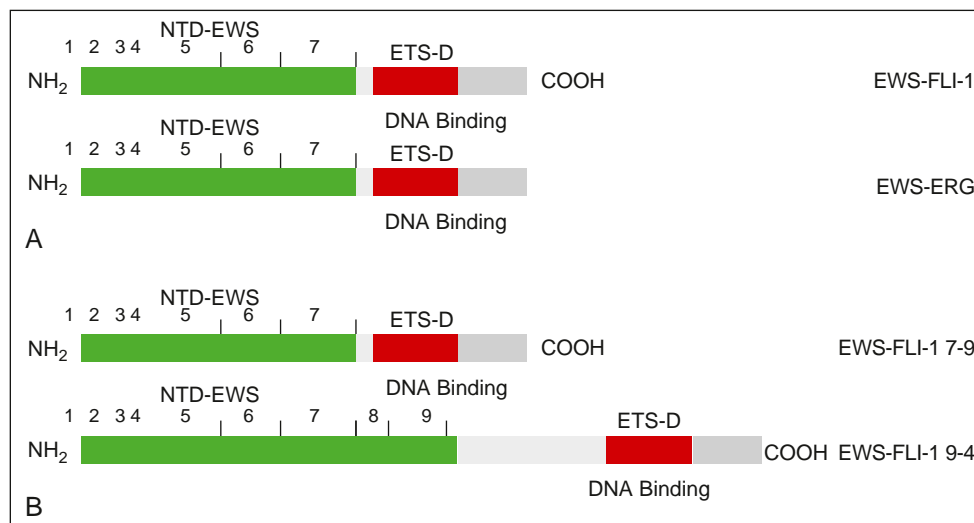 NTD-EWS
1 2 3 4 5 6 7
ETS-D
NH2 COOH EWS-FLI-1
DNA Binding
NTD-EWS
1 2 3 4 5 6 7
ETS-D
NH2 EWS-ERG
DNA Binding
A
NTD-EWS
1 2 3 4 5 6 7
ETS-D
NH2 COOH EWS-FLI-1 7-9
DNA Binding
NTD-EWS
1 2 3 4 5 6 7 8 9
ETS-D
NH2 COOH EWS-FLI-1 9-4
DNA Binding
B